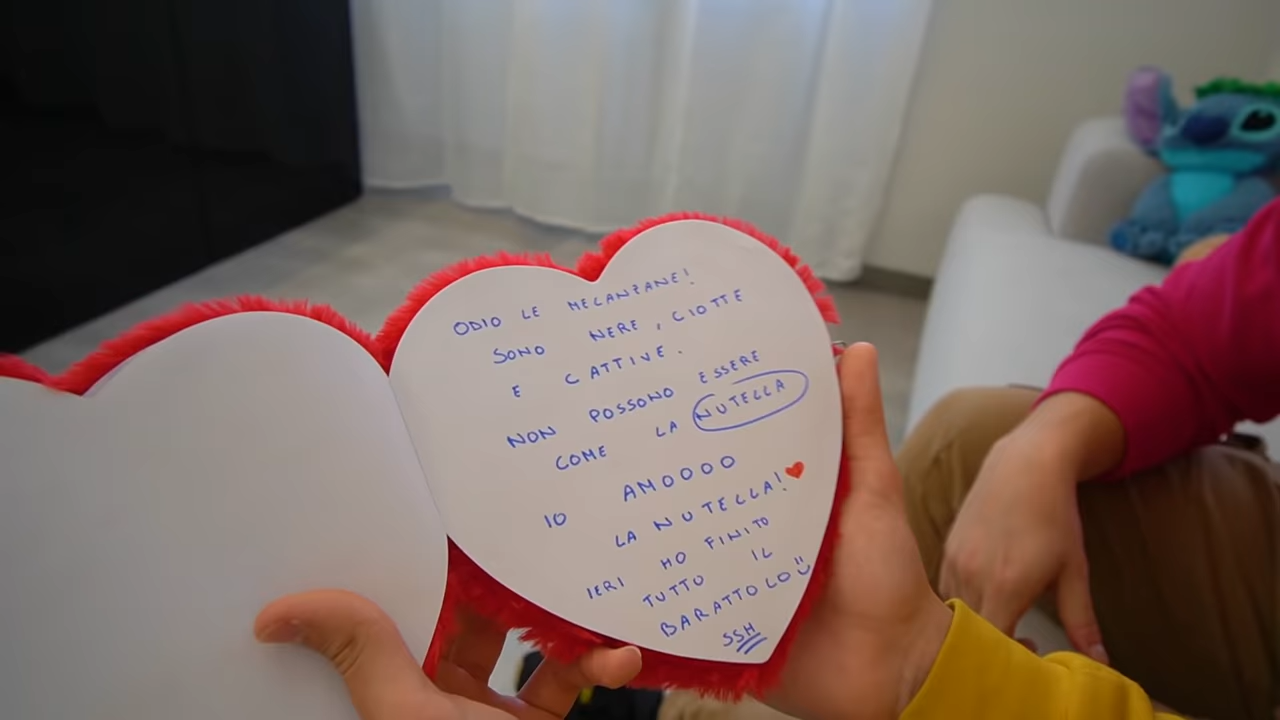 ODIO LE MELANZANE!
SONO NERE, CIOTTE
E CATTIVE.
NON POSSONO ESSERE
COME LA NUTELLA
IO AMOOOO
LA NUTELLA!
IERI HO FINITO
TUTTO IL
BARATTOLO
SSH